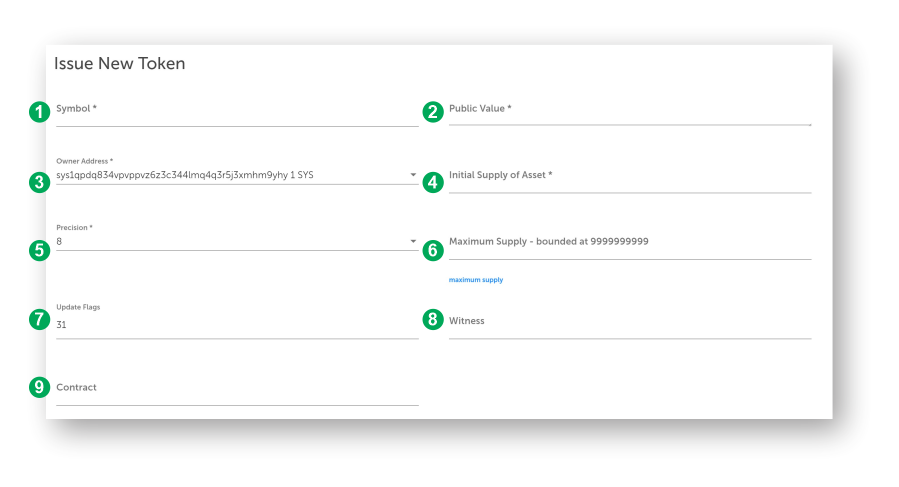 Issue New Token
1 Symbol *
2 Public Value *
Owner Address *
3 sys1qpdq834vpvppvz6z3c344lmq4q3r5j3xmhm9yhy 1 SYS
4 Initial Supply of Asset *
Precision *
5 8
6 Maximum Supply - bounded at 9999999999
maximum supply
Update Flags
7 31
8 Witness
9 Contract